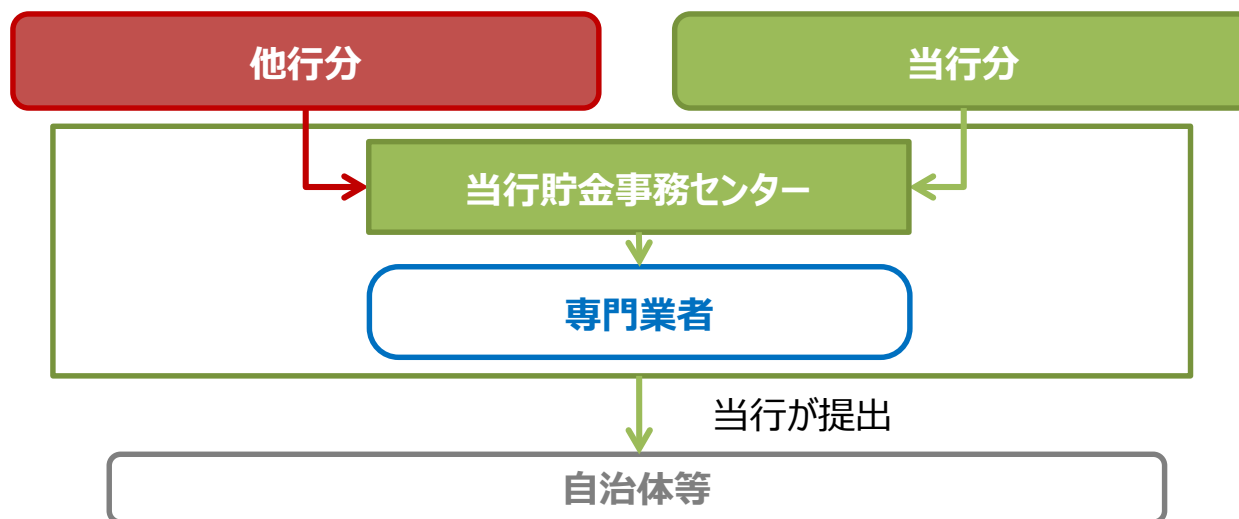 他行分
当行分
当行貯金事務センター
専門業者
当行が提出
自治体等